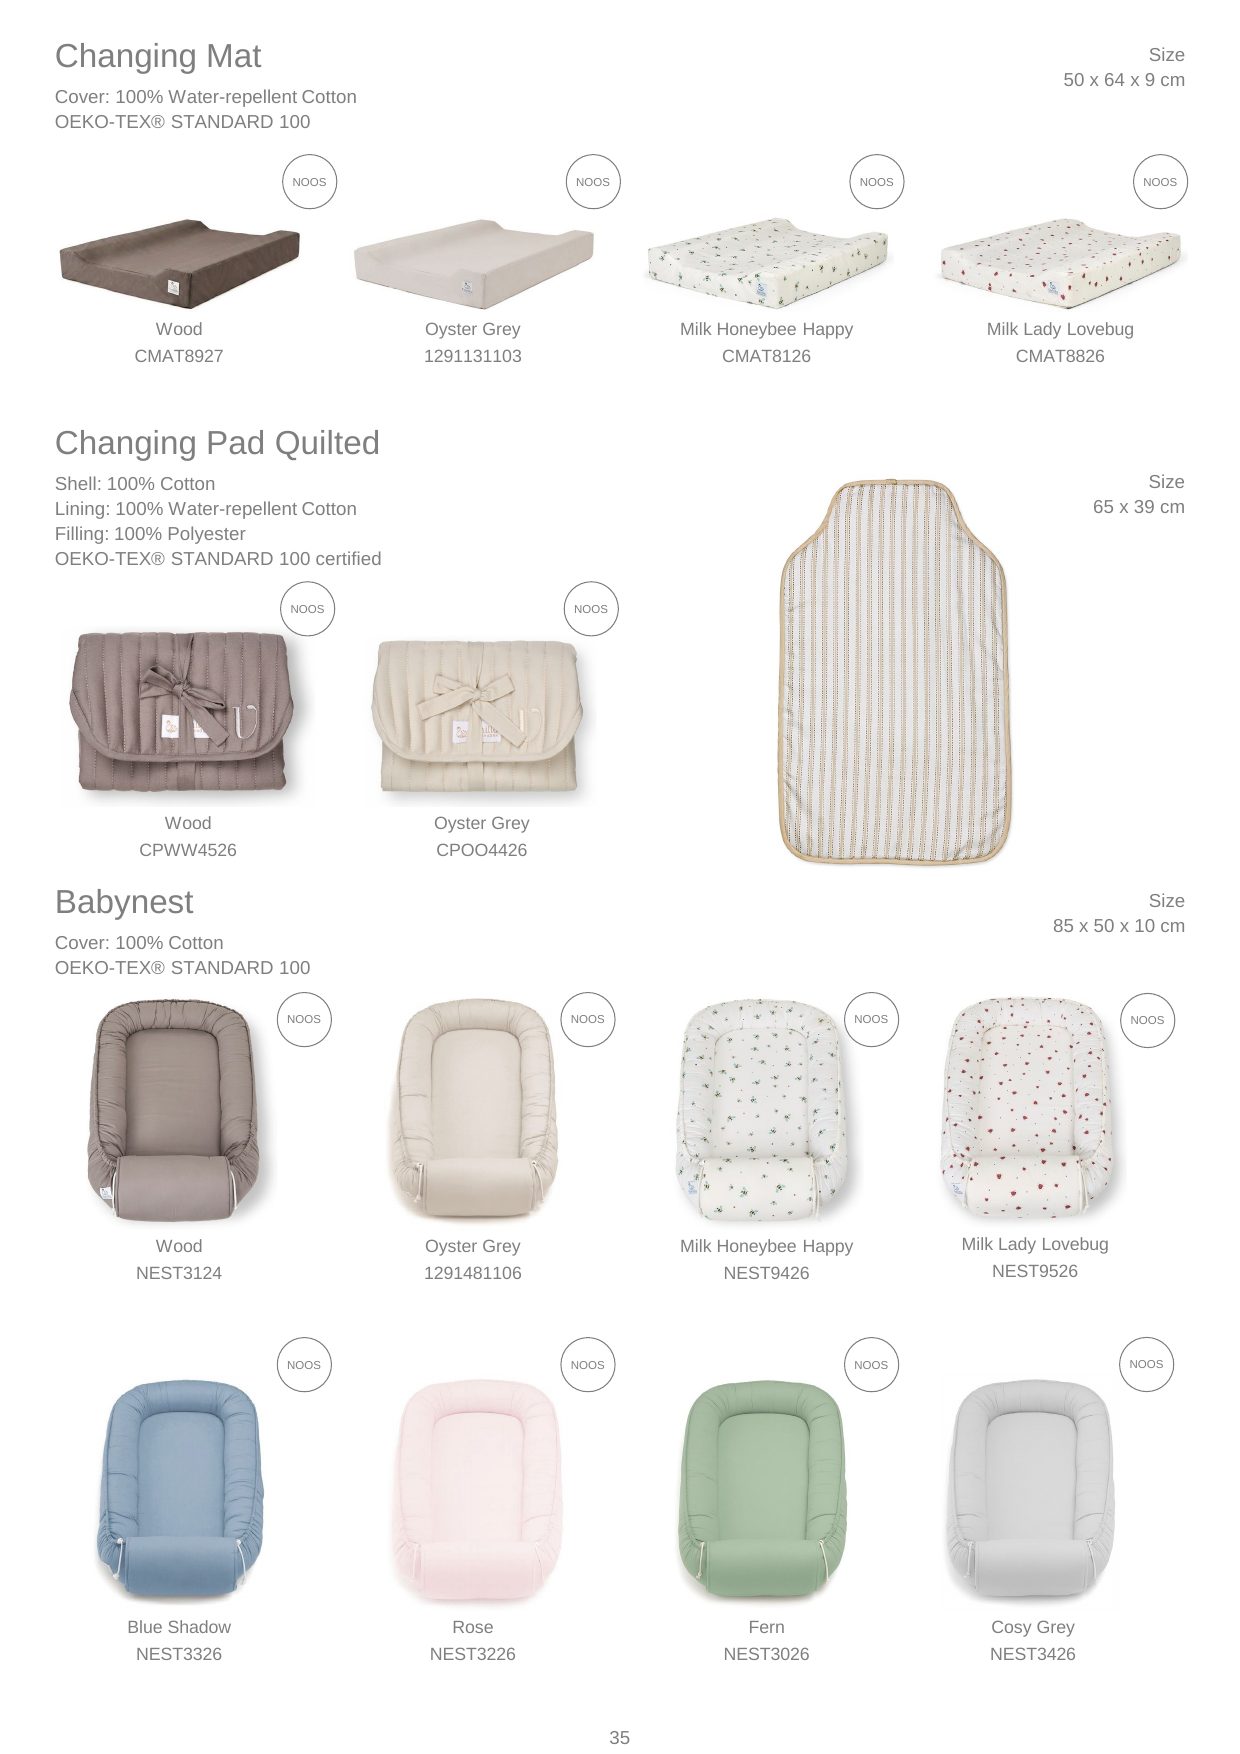 Changing Mat
Size
50 x 64 x 9 cm
Cover: 100% Water-repellent Cotton
OEKO-TEX® STANDARD 100
NOOS
NOOS
NOOS
NOOS
Wood
CMAT8927
Oyster Grey
1291131103
Milk Honeybee Happy
CMAT8126
Milk Lady Lovebug
CMAT8826
Changing Pad Quilted
Shell: 100% Cotton
Lining: 100% Water-repellent Cotton
Filling: 100% Polyester
OEKO-TEX® STANDARD 100 certified
Size
65 x 39 cm
NOOS
NOOS
Wood
CPWW4526
Oyster Grey
CPOO4426
Babynest
Size
85 x 50 x 10 cm
Cover: 100% Cotton
OEKO-TEX® STANDARD 100
NOOS
NOOS
NOOS
NOOS
Wood
NEST3124
Oyster Grey
1291481106
Milk Honeybee Happy
NEST9426
Milk Lady Lovebug
NEST9526
NOOS
NOOS
NOOS
NOOS
Blue Shadow
NEST3326
Rose
NEST3226
Fern
NEST3026
Cosy Grey
NEST3426
35